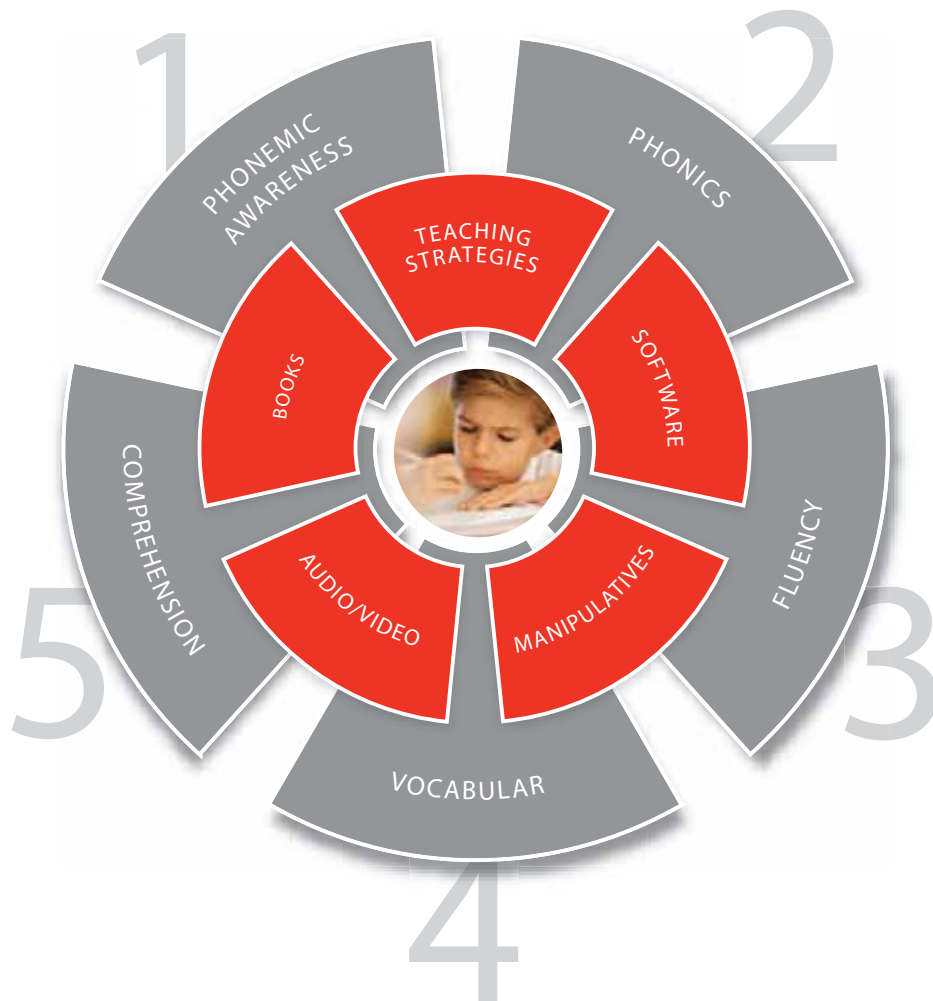 1
PHONEMIC
AWARENESS
2
PHONICS
TEACHING
STRATEGIES
BOOKS
SOFTWARE
COMPREHENSION
FLUENCY
AUDIO/VIDEO
MANIPULATIVES
5
3
VOCABULAR
4